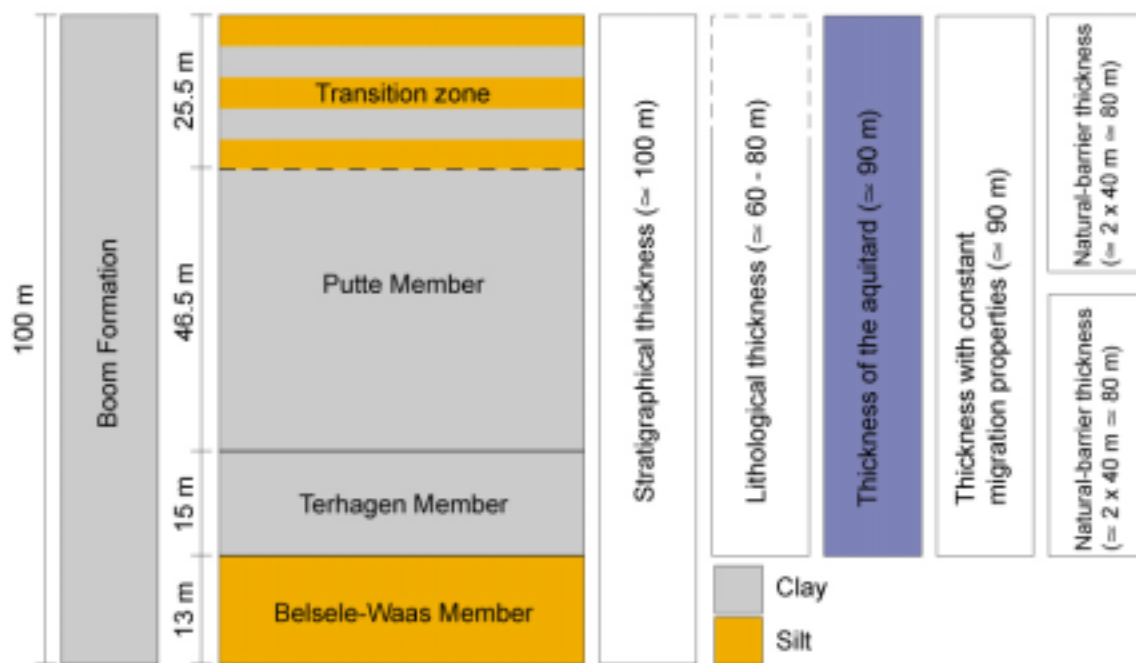 100 m
Boom Formation
25.5 m
46.5 m
15 m
13 m
Transition zone
Putte Member
Terhagen Member
Belsele-Waas Member
Stratigraphical thickness (≃ 100 m)
Lithological thickness (≃ 60 - 80 m)
Thickness of the aquitard (≃ 90 m)
Thickness with constant
migration properties (≃ 90 m)
Natural-barrier thickness
(≃ 2 x 40 m ≃ 80 m)
Natural-barrier thickness
(≃ 2 x 40 m ≃ 80 m)
Clay
Silt